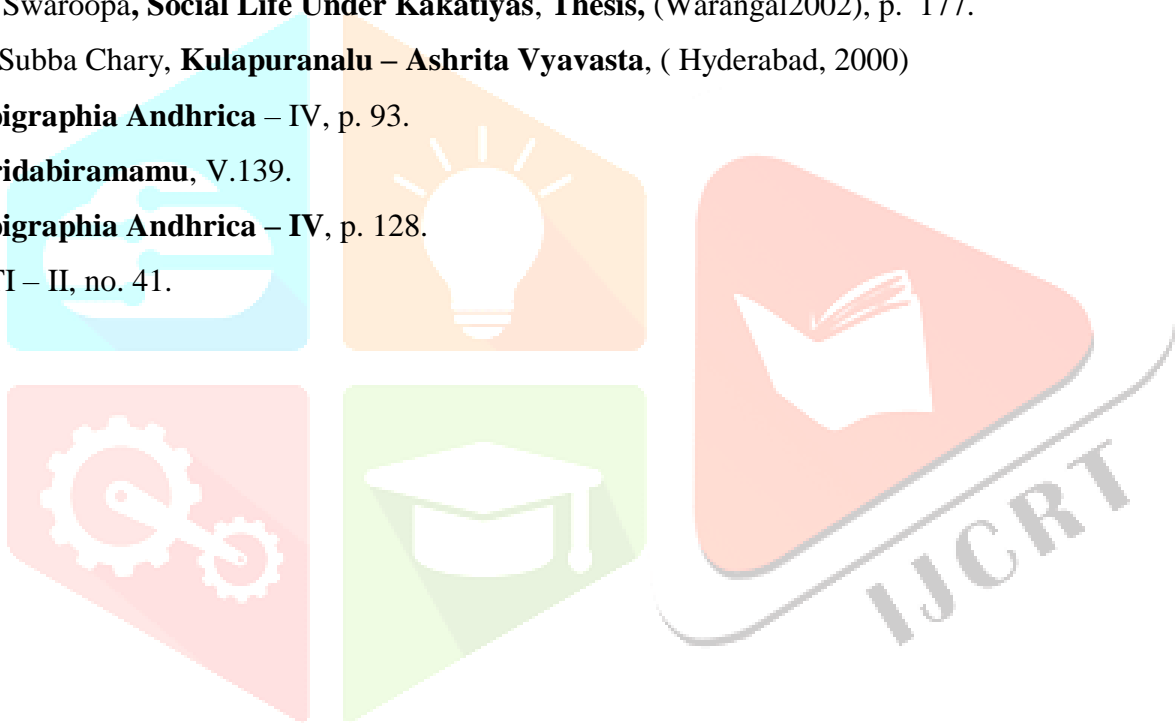 Swaroopa, Social Life Under Kakatiyas, Thesis, (Warangal2002), p. 177.
Subba Chary, Kulapuranalu – Ashrita Vyavasta, ( Hyderabad, 2000)
pigraphia Andhrica – IV, p. 93.
ridabiramamu, V.139.
pigraphia Andhrica – IV, p. 128.
TI – II, no. 41.
IJCRT